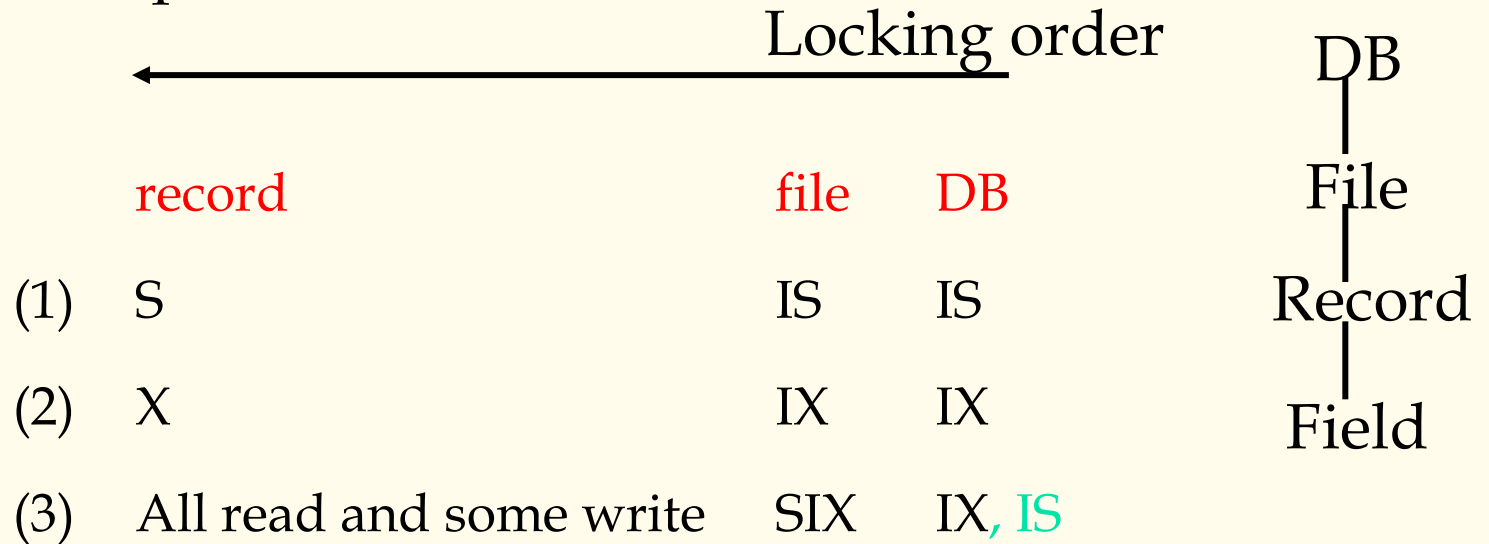 Locking order
DB
record file DB
File
(1) S IS IS
Record
(2) X IX IX
Field
(3) All read and some write SIX IX, IS